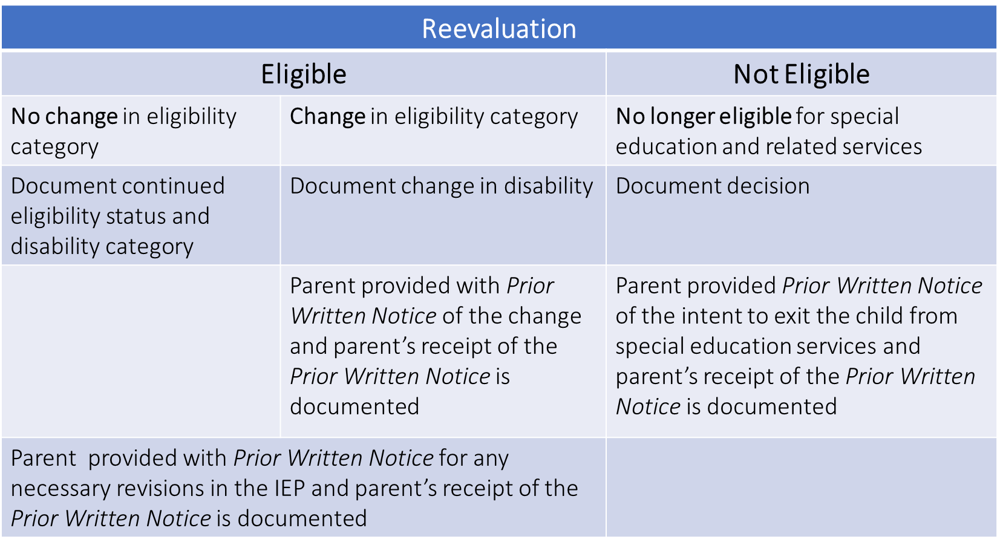 Reevaluation
Eligible
Not Eligible
No change in eligibility
category
Change in eligibility category
No longer eligible for special
education and related services
Document continued
eligibility status and
disability category
Document change in disability
Document decision
Parent provided with Prior
Written Notice of the change
and parent’s receipt of the
Prior Written Notice is
documented
Parent provided Prior Written Notice
of the intent to exit the child from
special education services and
parent’s receipt of the Prior Written
Notice is documented
Parent  provided with Prior Written Notice for any
necessary revisions in the IEP and parent’s receipt of the
Prior Written Notice is documented